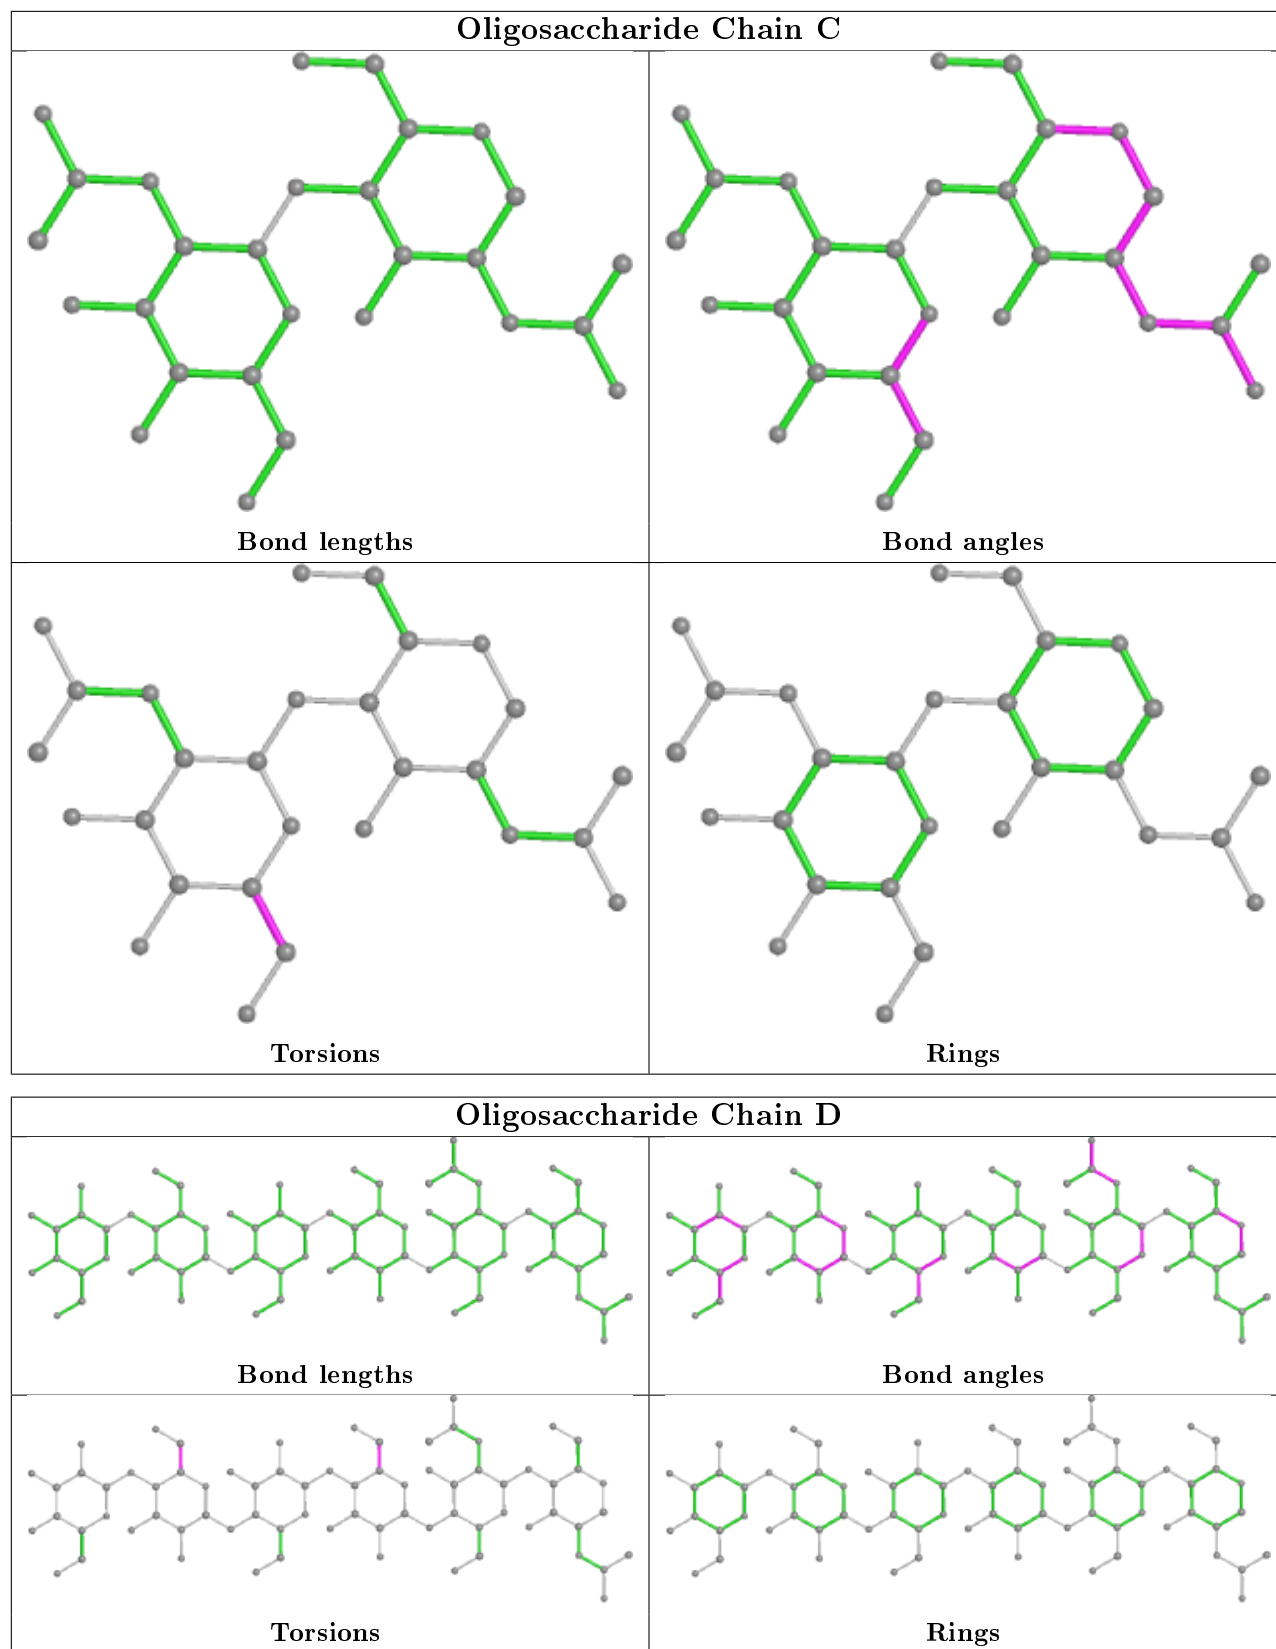 Oligosaccharide Chain C
Bond lengths
Bond angles
Torsions
Rings
Oligosaccharide Chain D
Bond lengths
Bond angles
Torsions
Rings